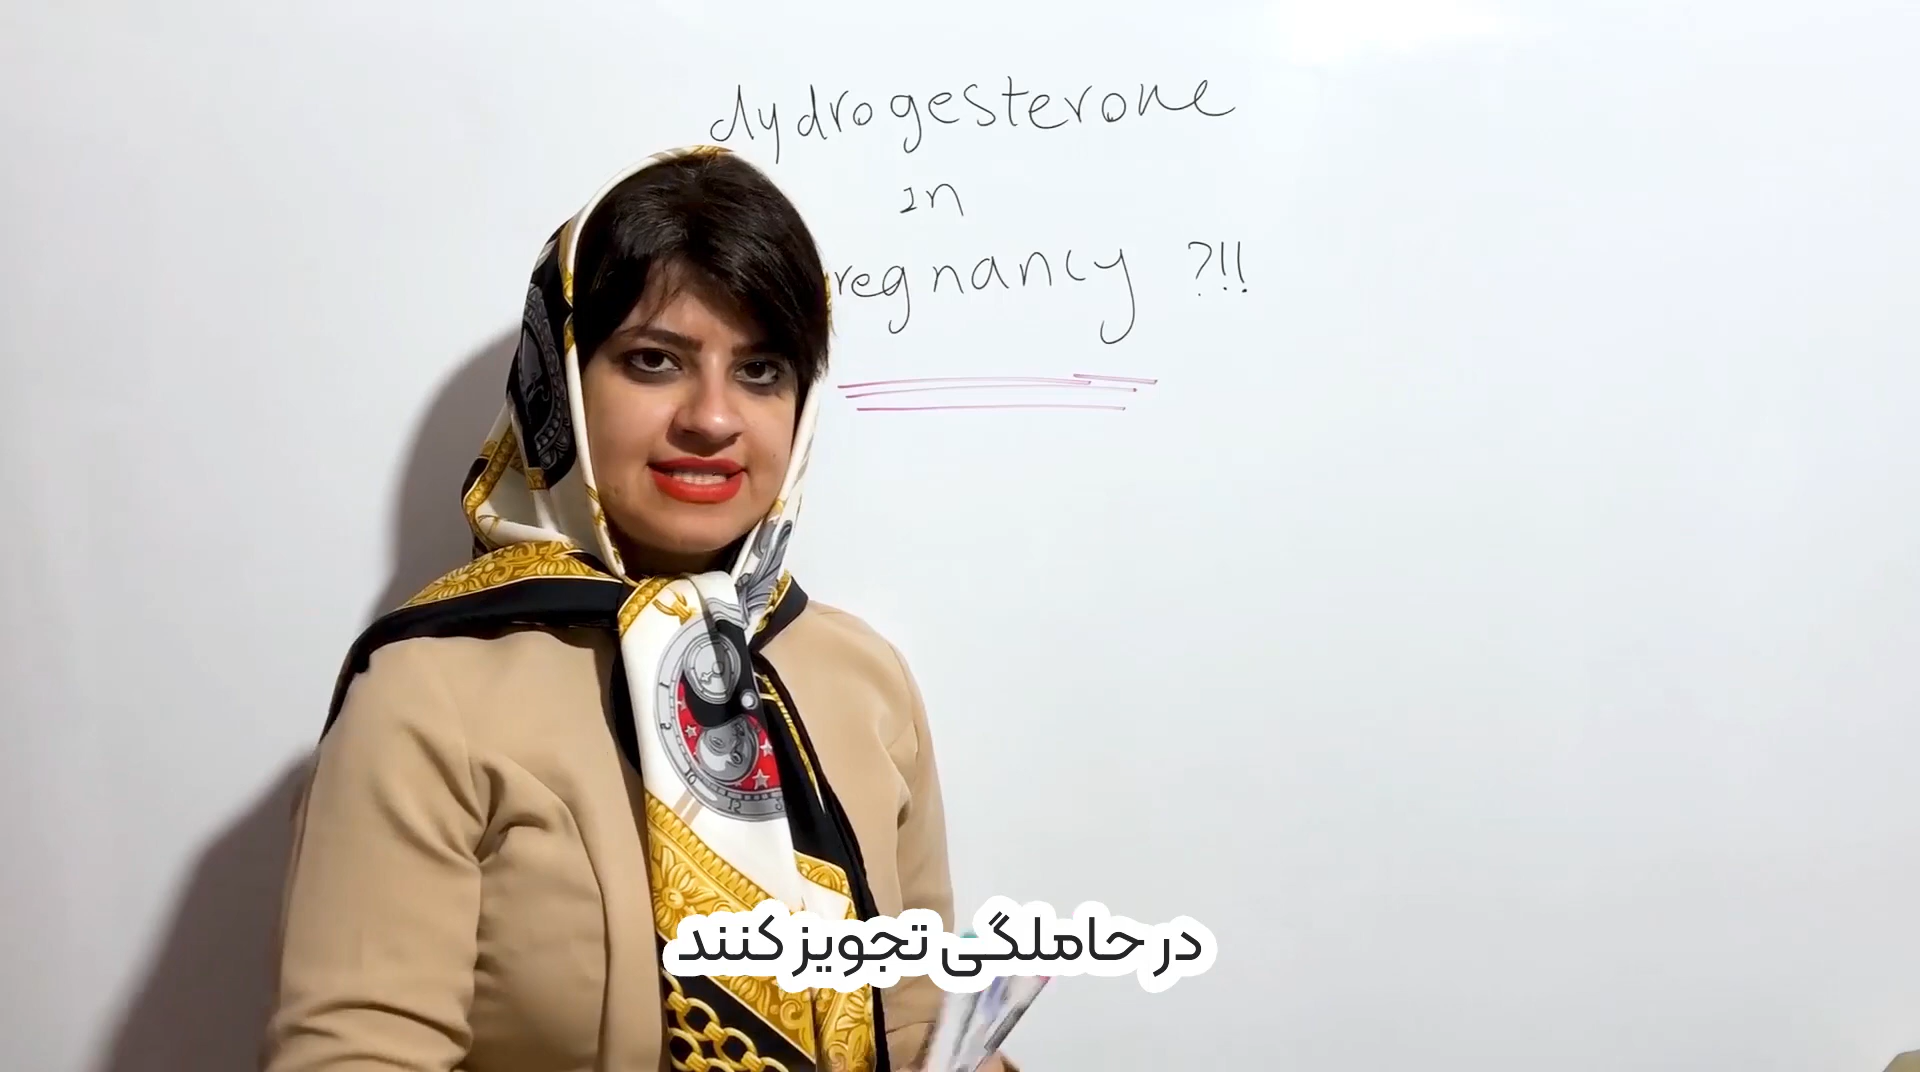 dydrogesterone
in
regnancy ?!!
در حاملگی تجویز کنند